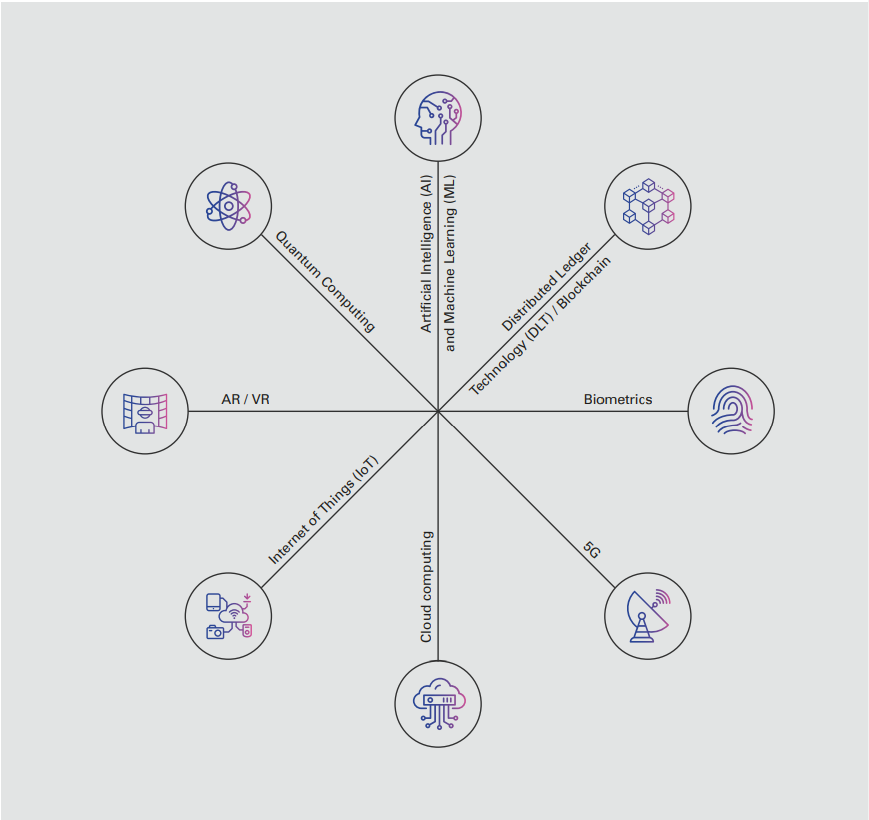 Artificial Intelligence (AI)
and Machine Learning (ML)
Distributed Ledger
Technology (DLT) / Blockchain
Biometrics
5G
Cloud computing
Internet of Things (IoT)
AR / VR
Quantum Computing